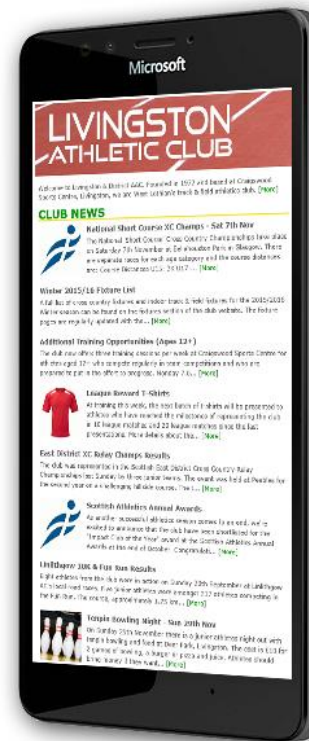 Microsoft
LIVINGSTON
ATHLETIC CLUB
Welcome to Livingston & District AAC. Founded in 1977 and based at Craigswood
Sports Centre, Livingston, we are West Lothian's track & field athletics club. [More]
CLUB NEWS
National Short Course XC Champs - Sat 7th Nov
The National Short Course Cross Country Championships take place
on Saturday 7th November at Bellahouston Park in Glasgow. There
are separate races for each age category and the course distances
are: Course Distances U15: [More]
Winter 2015/16 Fixture List
A full list of cross country fixtures and indoor track & field fixtures for the 2015/2016
Winter season can be found on the fixtures section of the club website. The fixture
pages are regularly updated with the... [More]
Additional Training Opportunities (Ages 12+)
The club now offers three training sessions per week at Craigswood Sports Centre for
athletes aged 12+ who compete regularly in team competitions and who are
prepared to put in the effort to progress. Monday [More]
League Reward T-Shirts
At training this week, the next batch of t-shirts will be presented to
athletes who have reached the milestones of representing the club
in 10 league matches and 20 league matches since the last
presentations. More details about the... [More]
East District XC Relay Champs Results
The club was represented in the Scottish East District Cross Country Relay
Championships last Sunday by three junior teams. The event was held at Peebles for
the second year on a challenging hillside course. The [More]
Scottish Athletics Annual Awards
As another successful athletics season comes to an end, we're
excited to announce that the club have been shortlisted for the
"Impact Club of the Year" award at the Scottish Athletics Annual
Awards at the end of October. Congratulati... [More]
Linlithgow 10K & Fun Run Results
Eight athletes from the club were in action on Sunday 20th September at Linlithgow
10k road races. Five junior athletes were amongst 217 athletes competing in
the Fun Run. The course, approximately 1.25 km... [More]
Tenpin Bowling Night - Sun 29th Nov
On Sunday 29th November there is a junior athletes night out with
tenpin bowling and food at Deer Park, Livingston. The cost is £10 for
2 games of bowling, a burger or pizza and juice. Athletes should
bring money if they want... [More]